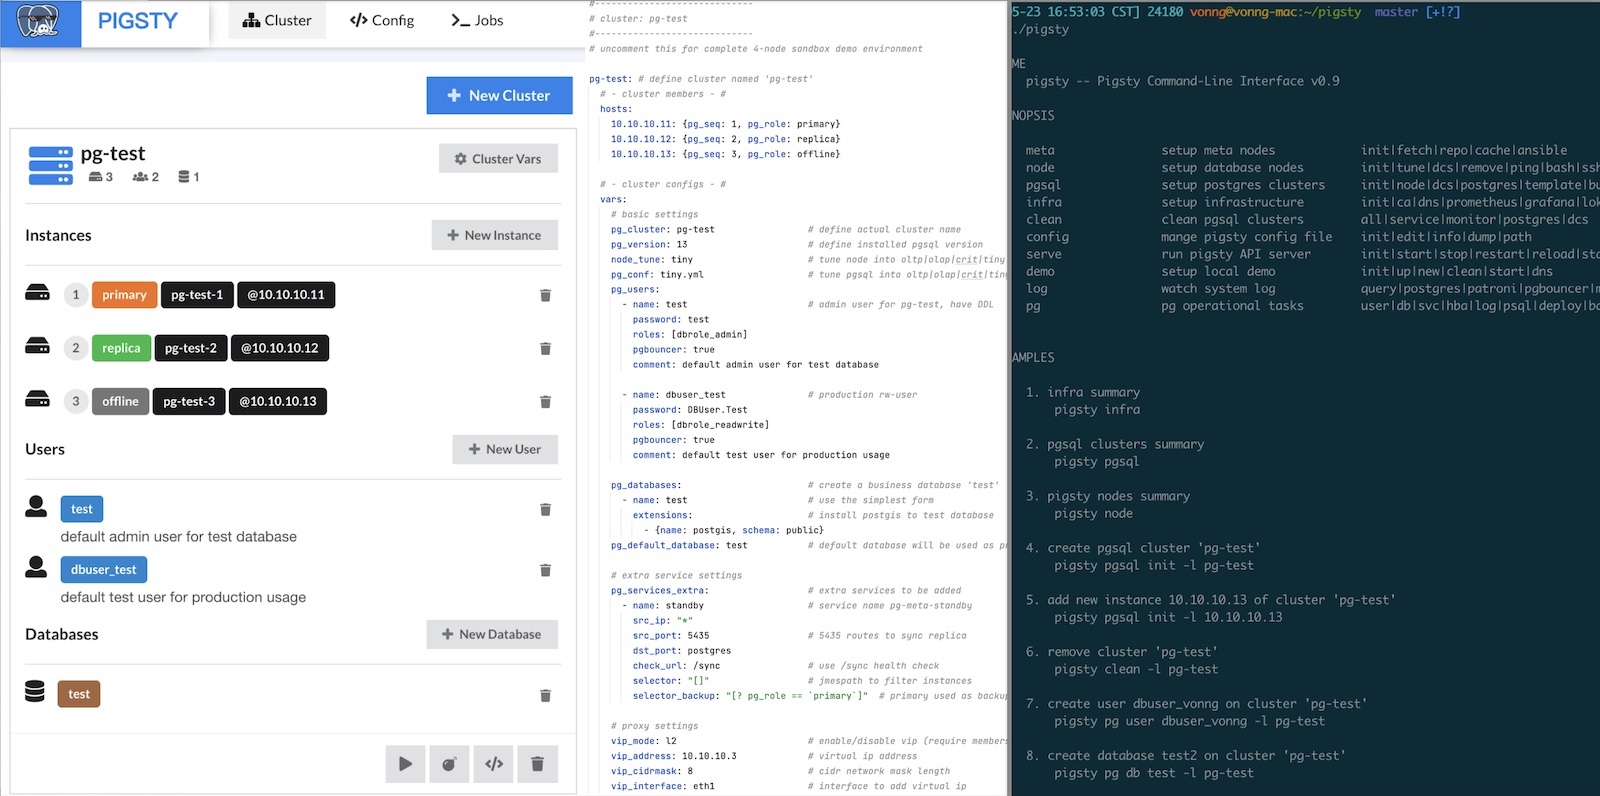 PIGSTY
Cluster
Config
Jobs
New Cluster
pg-test
3 2 1
Cluster Vars
Instances
New Instance
1 primary pg-test-1 @10.10.10.11
2 replica pg-test-2 @10.10.10.12
3 offline pg-test-3 @10.10.10.13
Users
New User
test
default admin user for test database
dbuser_test
default test user for production usage
Databases
New Database
test
#-----------------------------
# cluster: pg-test
#-----------------------------
# uncomment this for complete 4-node sandbox demo environment
pg-test: # define cluster named 'pg-test'
# - cluster members - #
hosts:
10.10.10.11: {pg_seq: 1, pg_role: primary}
10.10.10.12: {pg_seq: 2, pg_role: replica}
10.10.10.13: {pg_seq: 3, pg_role: offline}
# - cluster configs - #
vars:
# basic settings
pg_cluster: pg-test # define actual cluster name
pg_version: 13 # define installed pgsql version
node_tune: tiny # tune node into oltp|olap|crit|tiny
pg_conf: tiny.yml # tune pgsql into oltp|olap|crit|tin
pg_users:
- name: test # admin user for pg-test, have DDL
password: test
roles: [dbrole_admin]
pgbouncer: true
comment: default admin user for test database
- name: dbuser_test # production rw-user
password: DBUser.Test
roles: [dbrole_readwrite]
pgbouncer: true
comment: default test user for production usage
pg_databases: # create a business database 'test'
- name: test # use the simplest form
extensions: # install postgis to test database
- {name: postgis, schema: public}
pg_default_database: test # default database will be used as p
# extra service settings
pg_services_extra: # extra services to be added
- name: standby # service name pg-meta-standby
src_ip: "*"
src_port: 5435 # 5435 routes to sync replica
dst_port: postgres
check_url: /sync # use /sync health check
selector: "[]" # jmespath to filter instances
selector_backup: "[? pg_role == `primary`]" # primary used as backup
# proxy settings
vip_mode: l2 # enable/disable vip (require members
vip_address: 10.10.10.3 # virtual ip address
vip_cidrmask: 8 # cidr network mask length
vip_interface: eth1 # interface to add virtual ip
5-23 16:53:03 CST] 24180 vonng@vonng-mac:~/pigsty master [+!?]
./pigsty
ME
pigsty -- Pigsty Command-Line Interface v0.9
NOPSIS
meta setup meta nodes init|fetch|repo|cache|ansible
node setup database nodes init|tune|dcs|remove|ping|bash|ssh
pgsql setup postgres clusters init|node|dcs|postgres|template|bu
infra setup infrastructure init|ca|dns|prometheus|grafana|lok
clean clean pgsql clusters all|service|monitor|postgres|dcs
config mange pigsty config file init|edit|info|dump|path
serve run pigsty API server init|start|stop|restart|reload|sta
demo setup local demo init|up|new|clean|start|dns
log watch system log query|postgres|patroni|pgbouncer|m
pg pg operational tasks user|db|svc|hba|log|psql|deploy|ba
AMPLES
1. infra summary
pigsty infra
2. pgsql clusters summary
pigsty pgsql
3. pigsty nodes summary
pigsty node
4. create pgsql cluster 'pg-test'
pigsty pgsql init -l pg-test
5. add new instance 10.10.10.13 of cluster 'pg-test'
pigsty pgsql init -l 10.10.10.13
6. remove cluster 'pg-test'
pigsty clean -l pg-test
7. create user dbuser_vonng on cluster 'pg-test'
pigsty pg user dbuser_vonng -l pg-test
8. create database test2 on cluster 'pg-test'
pigsty pg db test -l pg-test